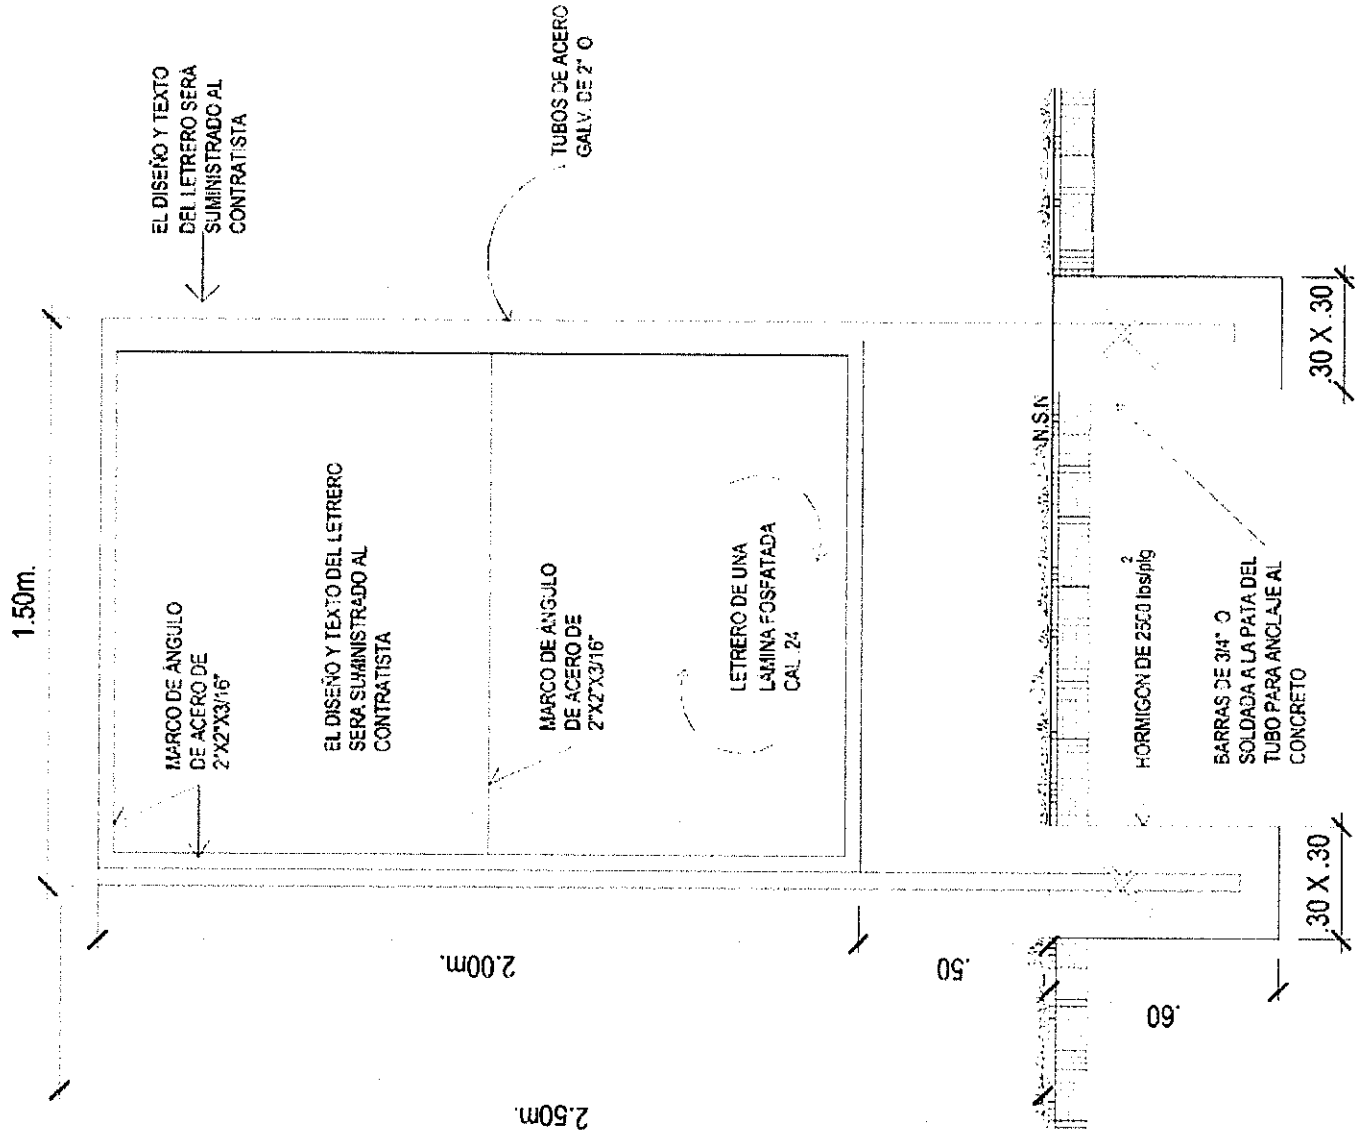 1.50m.
EL DISEÑO Y TEXTO
DEL LETRERO SERÁ
SUMINISTRADO AL
CONTRATISTA
MARCO DE ÁNGULO
DE ACERO DE
2"X2"X3/16"
EL DISEÑO Y TEXTO DEL LETRERO
SERA SUMINISTRADO AL
CONTRATISTA
TUBOS DE ACERO
GALV. DE 2" O
MARCO DE ANGULO
DE ACERO DE
2"X2"X3/16"
LETRERO DE UNA
LAMINA FOSFATADA
CAL. 24
2.00m.
2.50m.
.50
N.S.N
HORMIGON DE 2500 lbs/plg²
BARRAS DE 3/4" O
SOLDADA A LA PATA DEL
TUBO PARA ANCLAJE AL
CONCRETO
.60
.30 X .30
.30 X .30